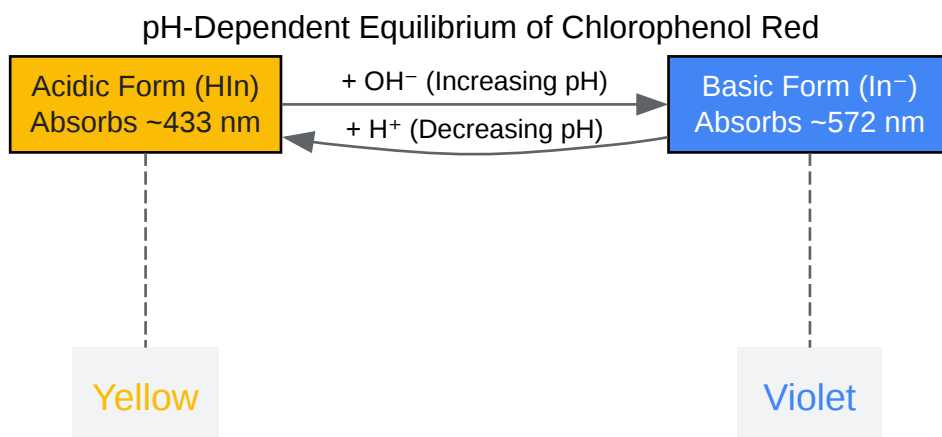 pH-Dependent Equilibrium of Chlorophenol Red
Acidic Form (HIn)
Absorbs ~433 nm
+ OH⁻ (Increasing pH)
+ H⁺ (Decreasing pH)
Basic Form (In⁻)
Absorbs ~572 nm
Yellow
Violet